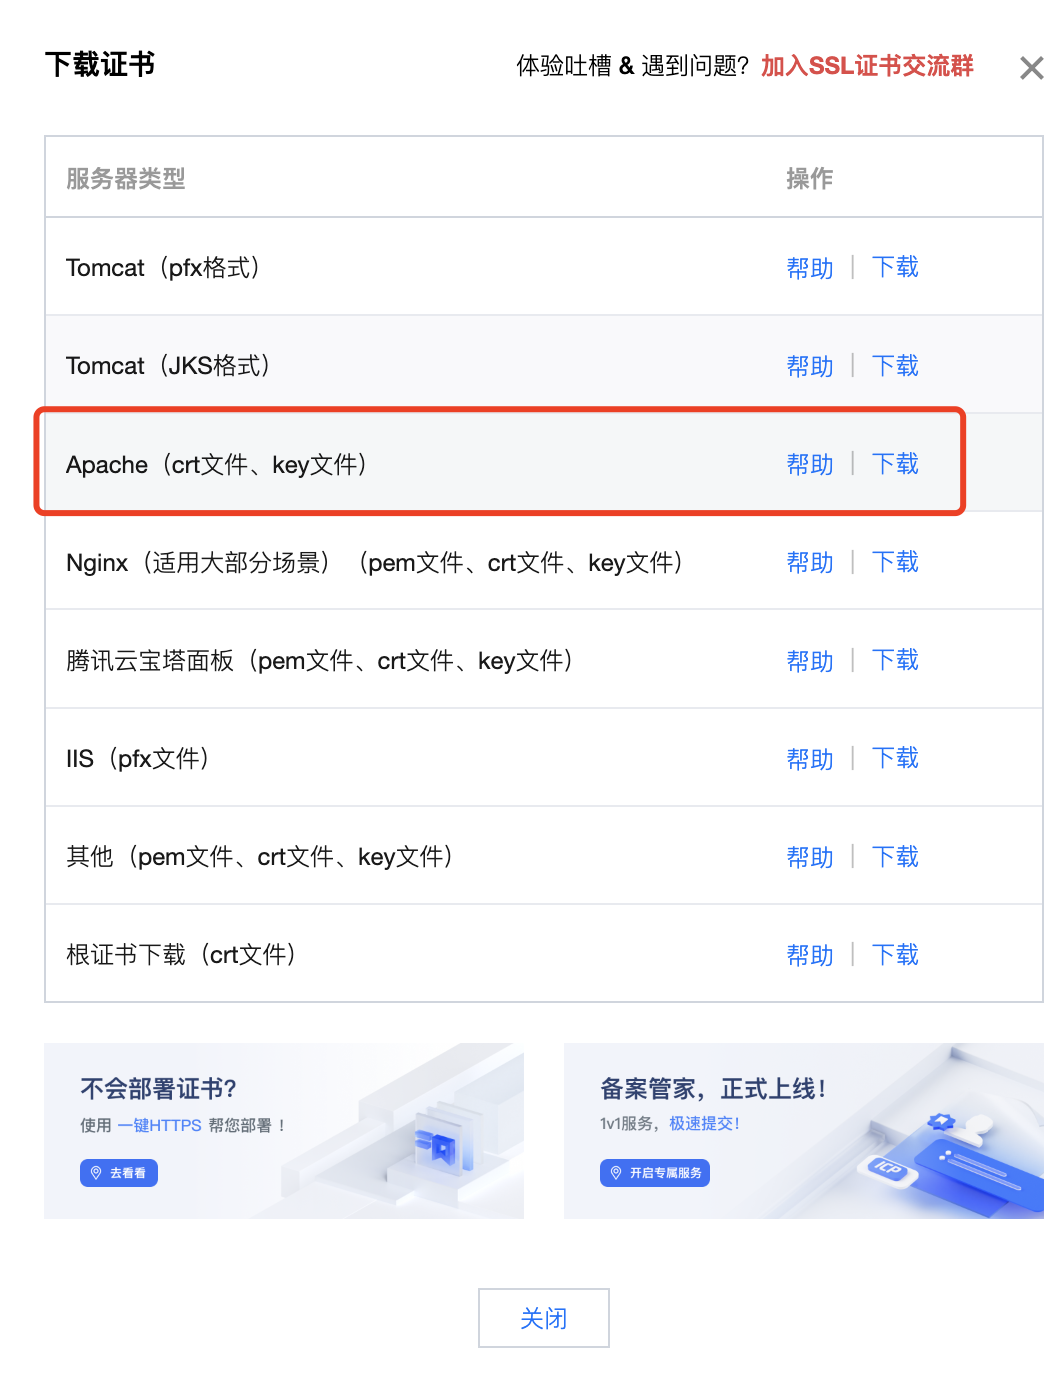 下载证书
体验吐槽 & 遇到问题? 加入SSL证书交流群
服务器类型 操作
Tomcat（pfx格式） 帮助 下载
Tomcat（JKS格式） 帮助 下载
Apache（crt文件、key文件） 帮助 下载
Nginx（适用大部分场景）（pem文件、crt文件、key文件） 帮助 下载
腾讯云宝塔面板（pem文件、crt文件、key文件） 帮助 下载
IIS（pfx文件） 帮助 下载
其他（pem文件、crt文件、key文件） 帮助 下载
根证书下载（crt文件） 帮助 下载
不会部署证书?
使用 一键HTTPS 帮您部署！
去看看
备案管家，正式上线！
1v1服务，极速提交！
开启专属服务
ICP
关闭